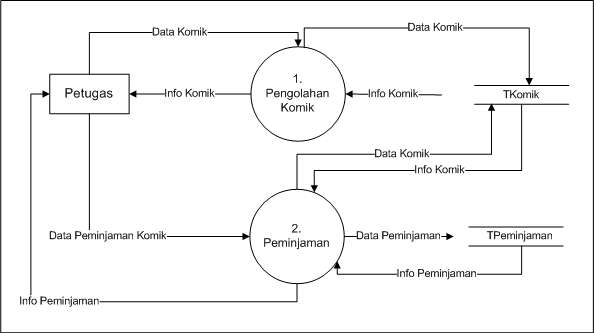 Data Komik
Data Komik
1.
Pengolahan
Komik
Petugas
Info Komik
Info Komik
TKomik
Data Komik
Info Komik
2.
Peminjaman
Data Peminjaman Komik
Data Peminjaman
TPeminjaman
Info Peminjaman
Info Peminjaman